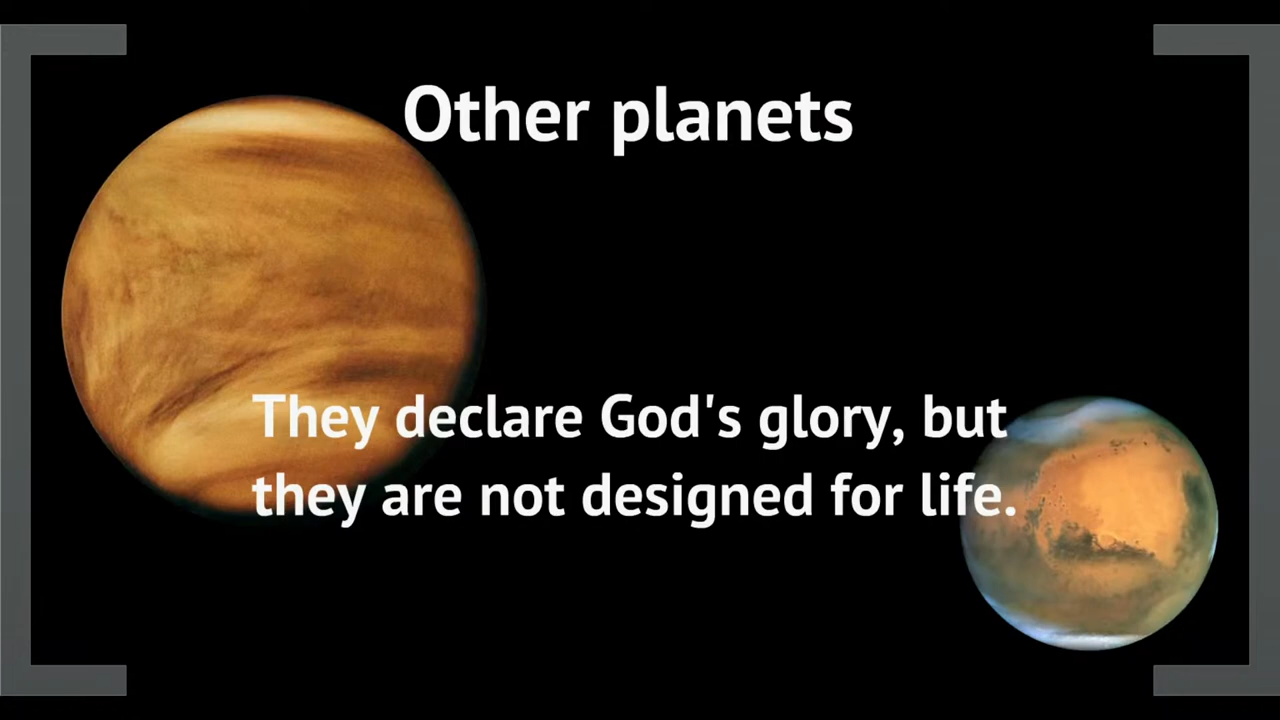 Other planets
They declare God's glory, but
they are not designed for life.